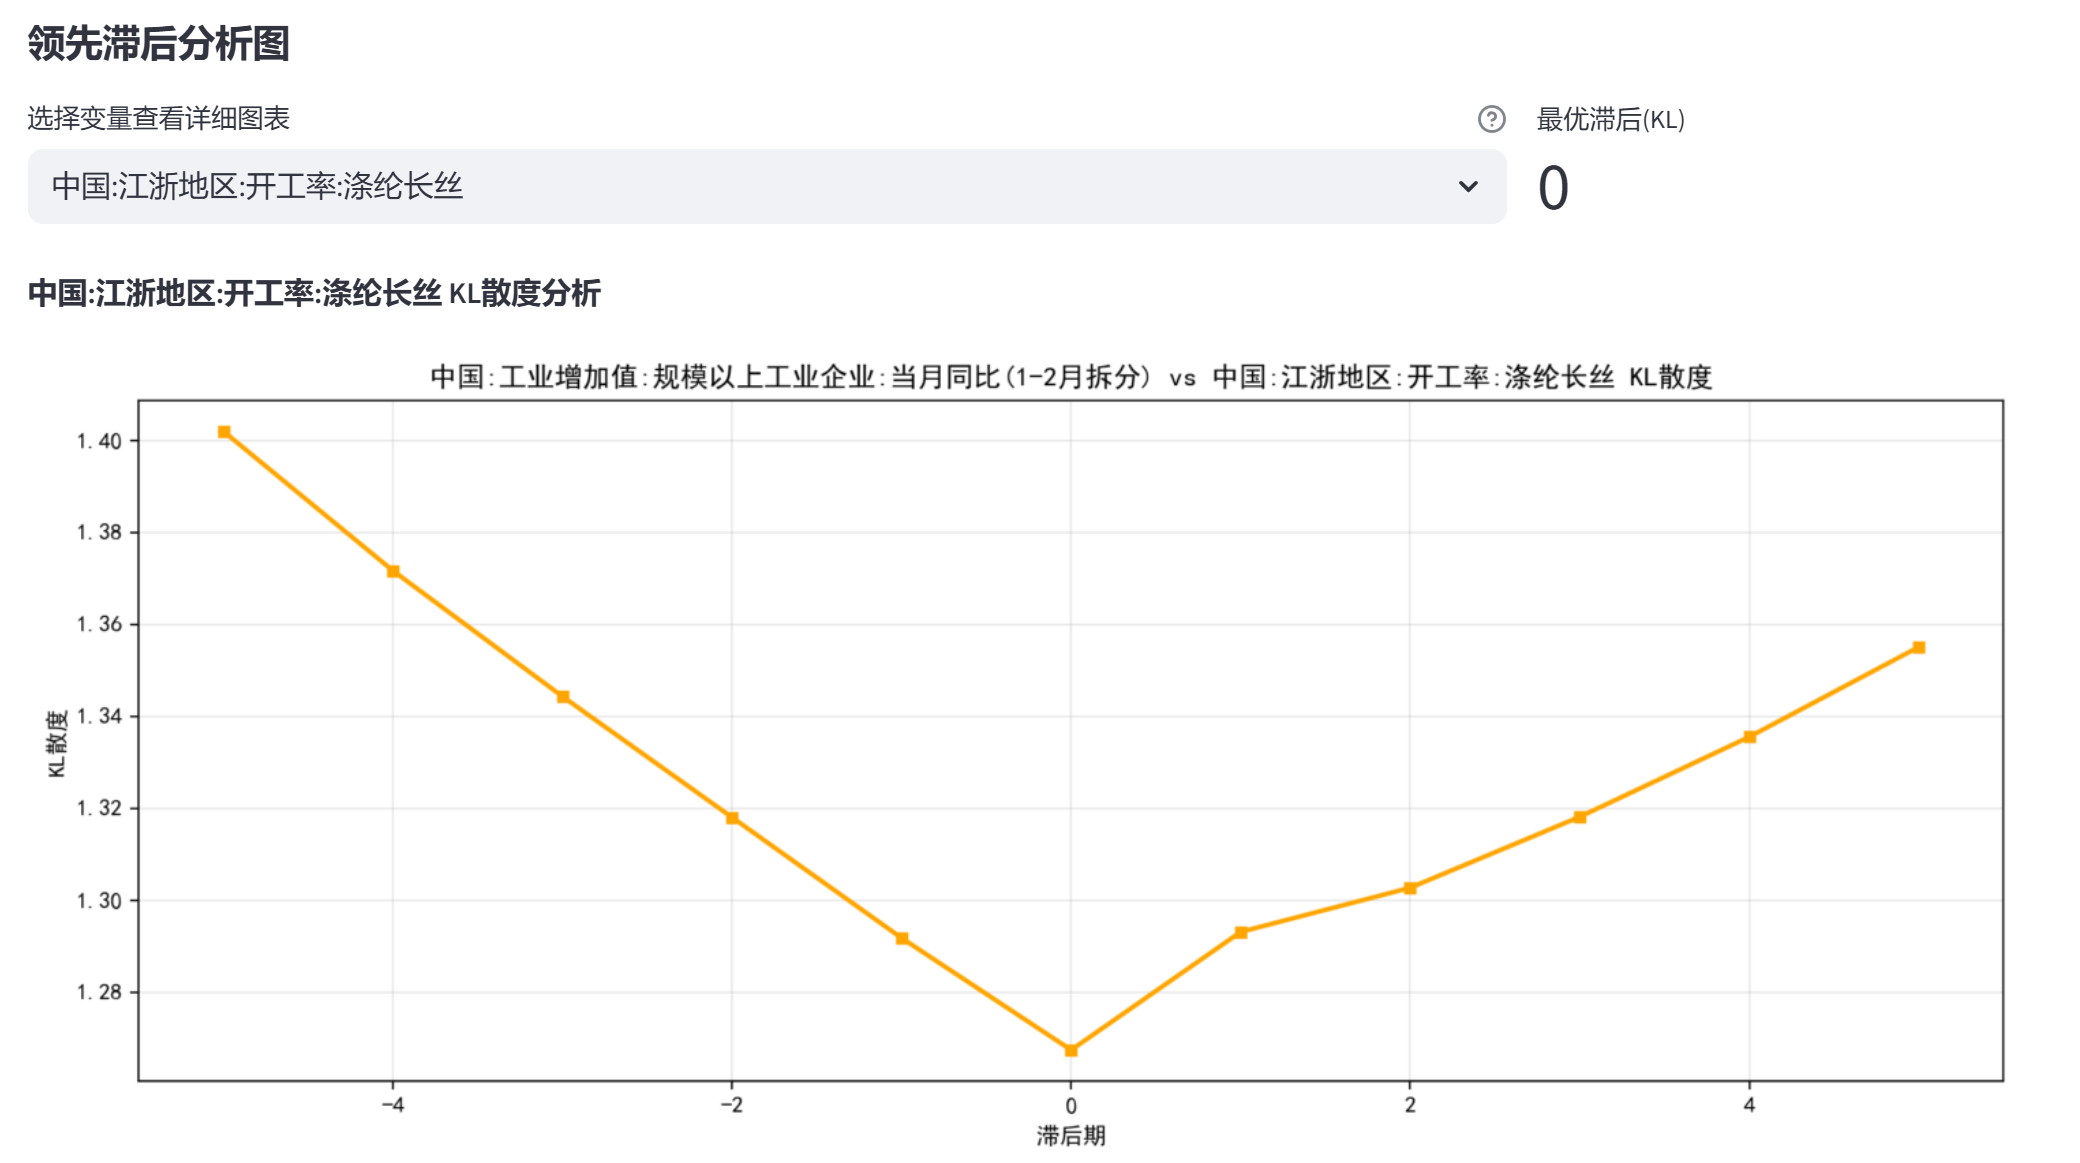 领先滞后分析图
选择变量查看详细图表
最优滞后(KL)
中国:江浙地区:开工率:涤纶长丝
0
中国:江浙地区:开工率:涤纶长丝 KL散度分析
中国:工业增加值:规模以上工业企业:当月同比(1-2月拆分) vs 中国:江浙地区:开工率:涤纶长丝 KL散度
1.40
1.38
1.36
1.34
1.32
1.30
1.28
KL散度
-4
-2
0
2
4
滞后期